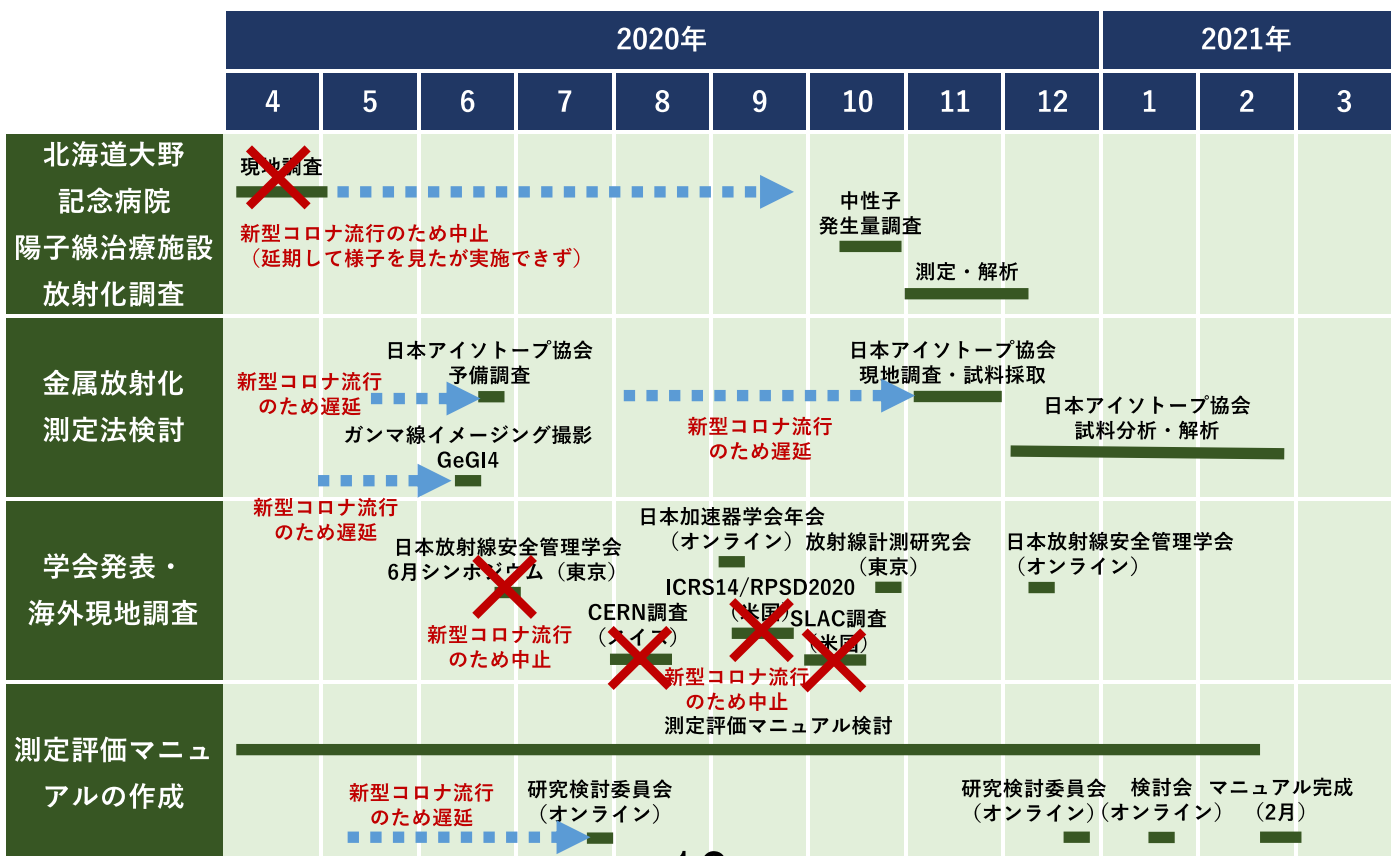 2020年
2021年
4
5
6
7
8
9
10
11
12
1
2
3
北海道大野
記念病院
陽子線治療施設
放射化調査
現地調査
新型コロナ流行のため中止
（延期して様子を見たが実施できず）
中性子
発生量調査
測定・解析
金属放射化
測定法検討
新型コロナ流行
のため遅延
日本アイソトープ協会
予備調査
ガンマ線イメージング撮影
GeGI4
新型コロナ流行
のため遅延
新型コロナ流行
のため遅延
日本アイソトープ協会
現地調査・試料採取
日本アイソトープ協会
試料分析・解析
学会発表・
海外現地調査
日本放射線安全管理学会
6月シンポジウム（東京）
新型コロナ流行
のため中止
CERN調査
（スイス）
日本加速器学会年会
（オンライン）
ICRS14/RPSD2020
（米国）
SLAC調査
（米国）
新型コロナ流行
のため中止
放射線計測研究会
（東京）
日本放射線安全管理学会
（オンライン）
測定評価マニュ
アルの作成
測定評価マニュアル検討
新型コロナ流行
のため遅延
研究検討委員会
（オンライン）
研究検討委員会
（オンライン）
検討会
（オンライン）
マニュアル完成
（2月）